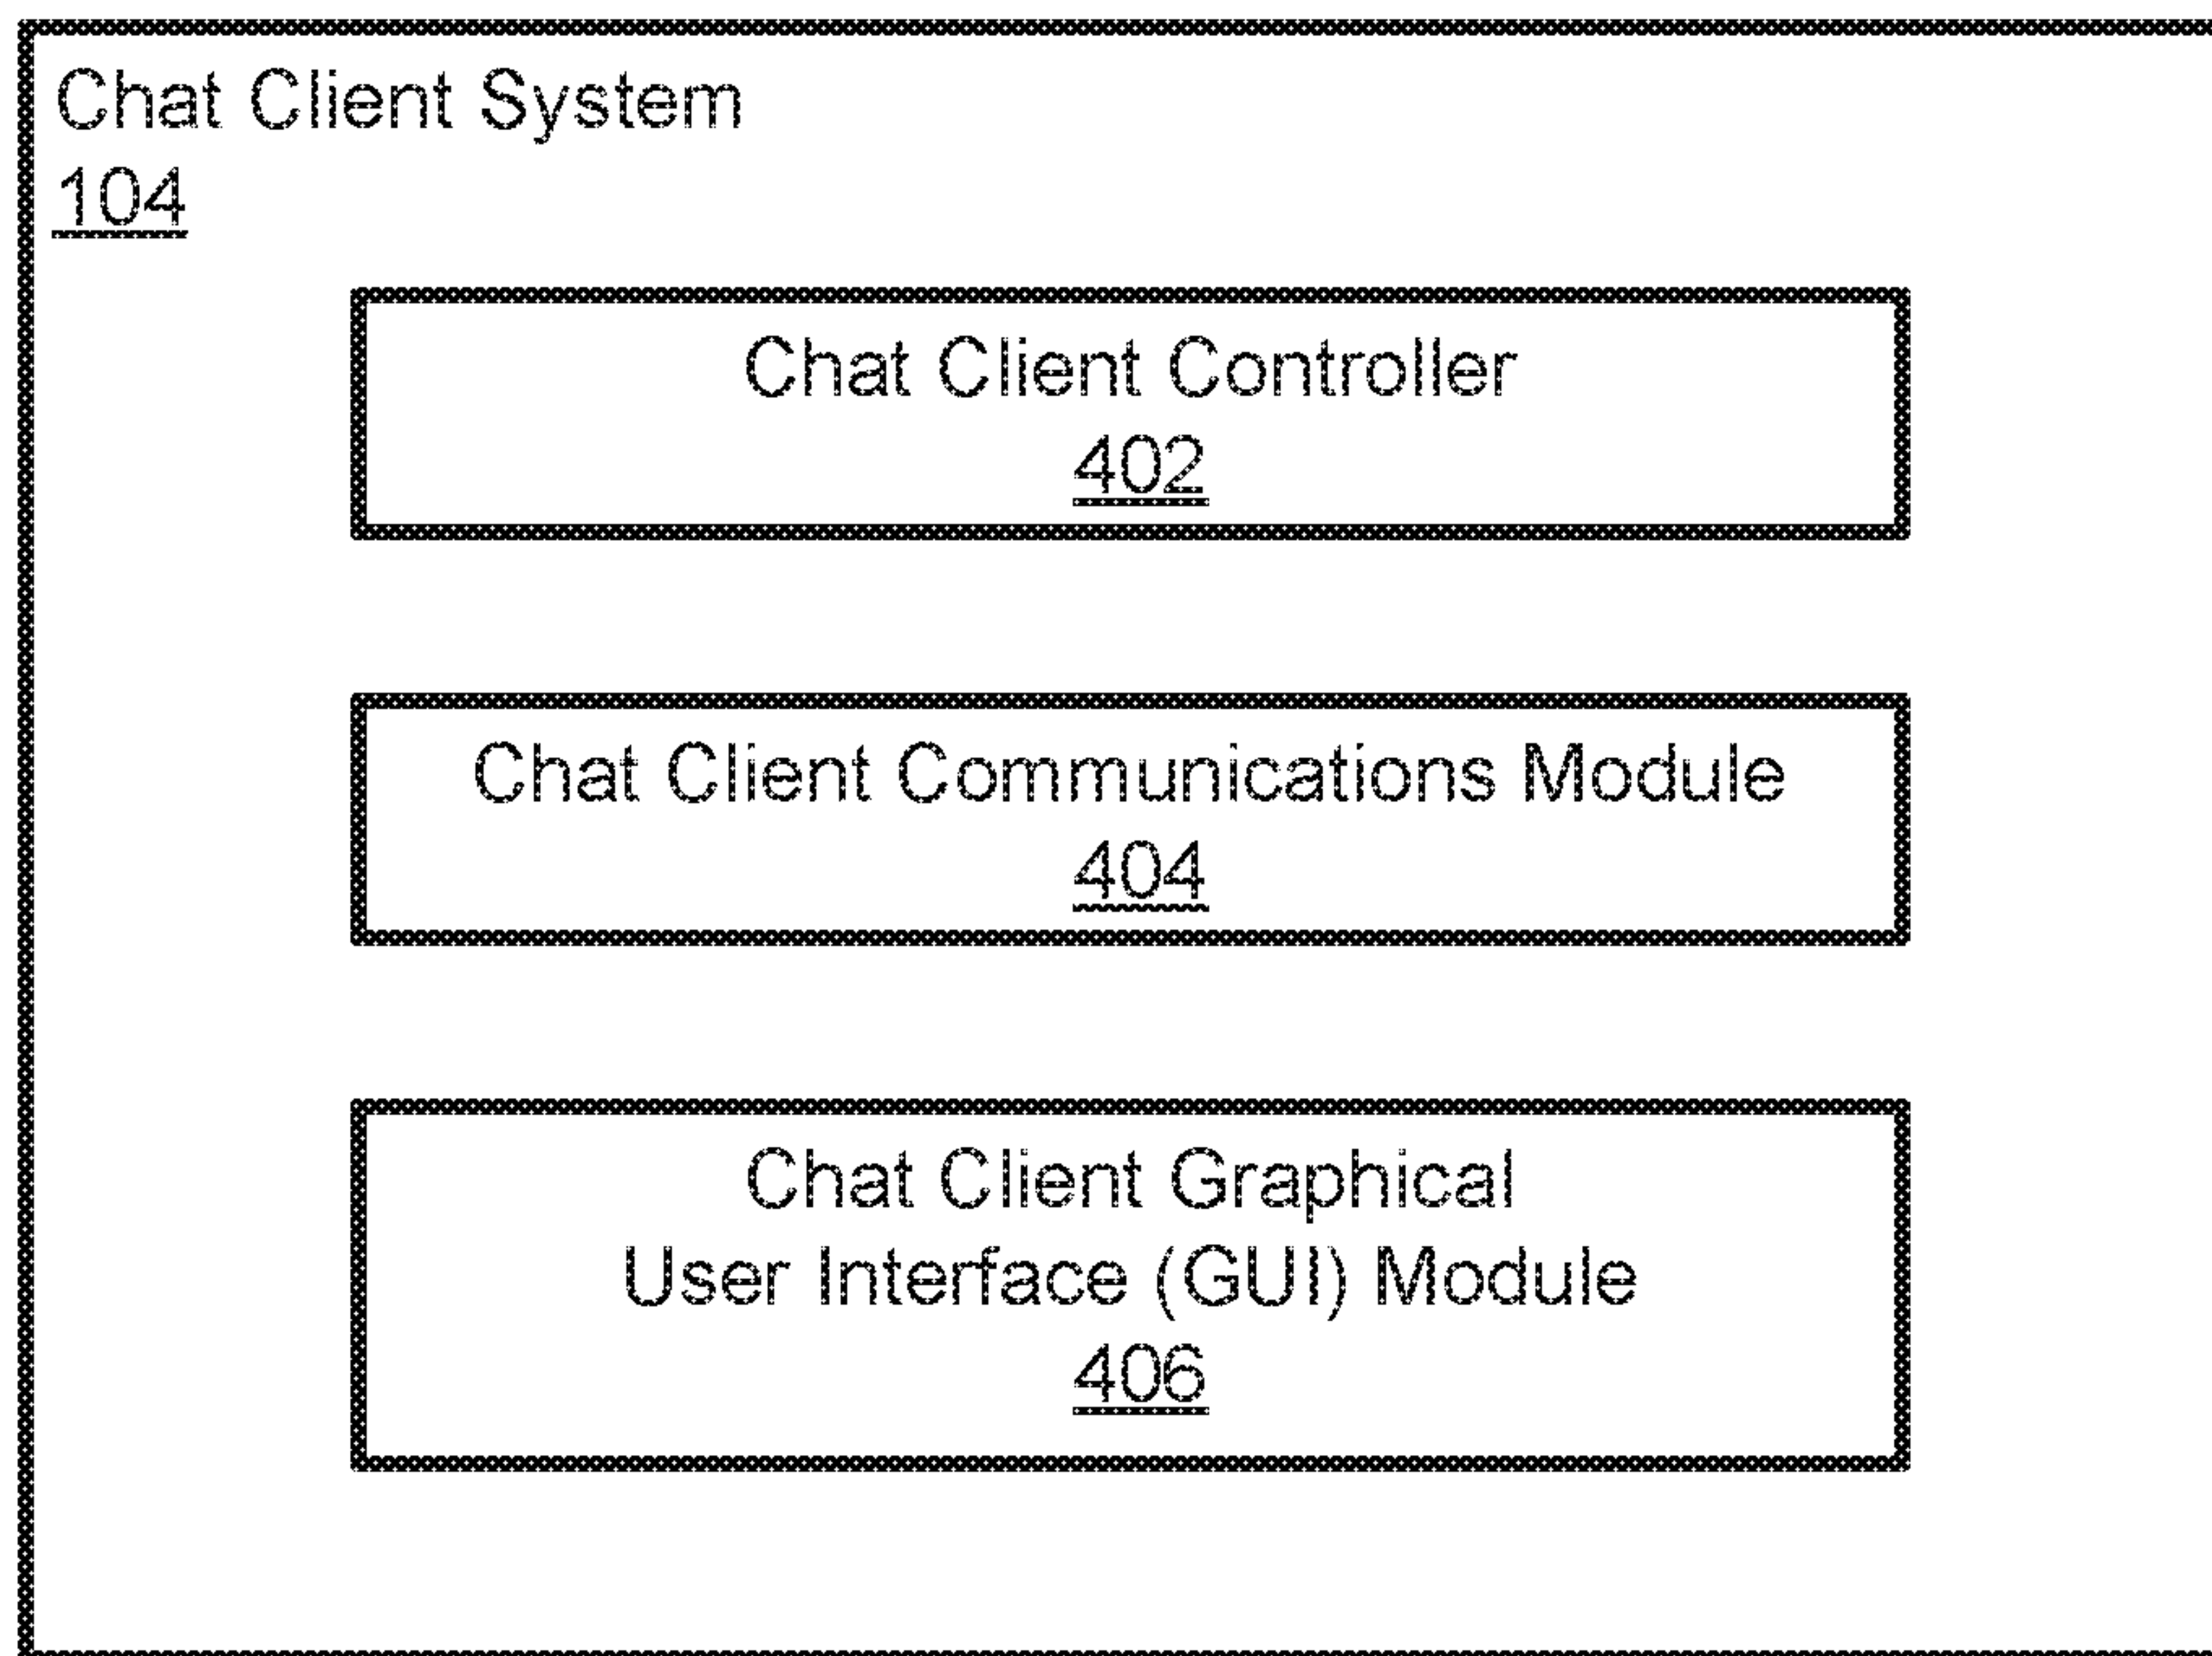 Chat Client System
104
Chat Client Controller
402
Chat Client Communications Module
404
Chat Client Graphical
User Interface (GUI) Module
406